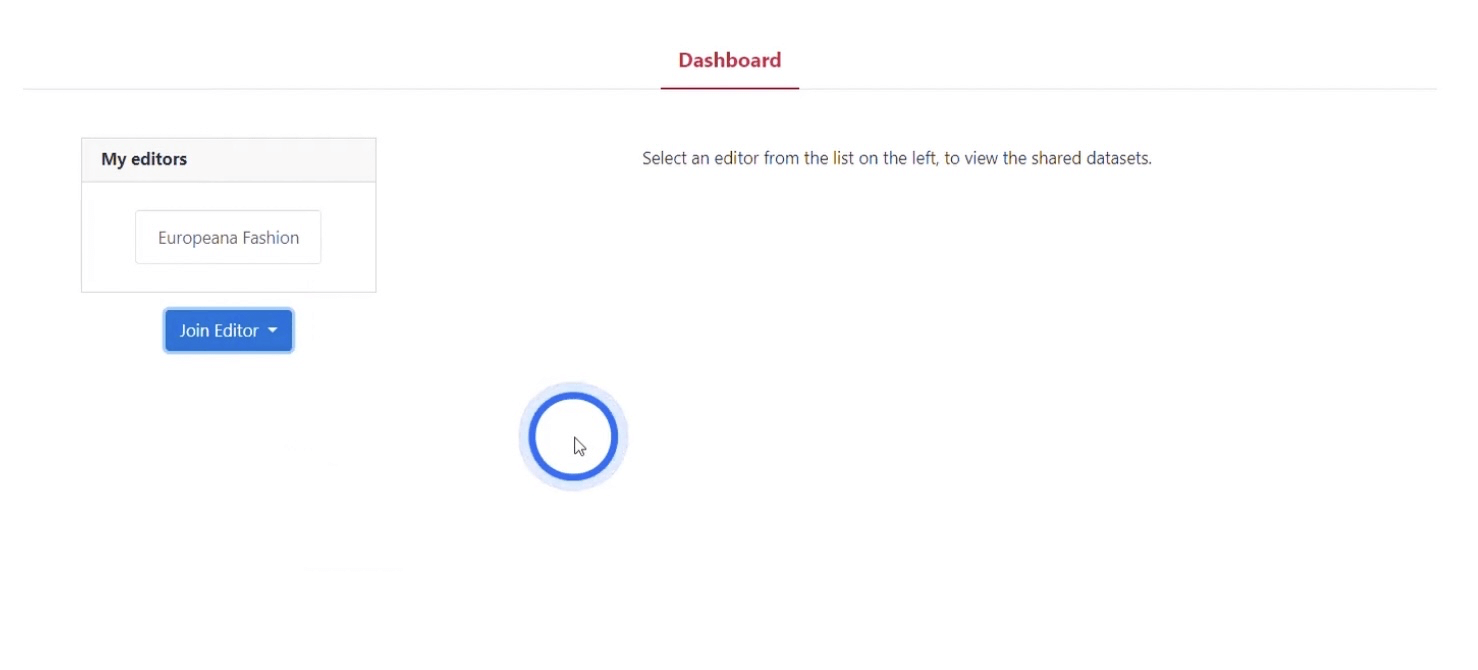 Dashboard
My editors
Select an editor from the list on the left, to view the shared datasets.
Europeana Fashion
Join Editor